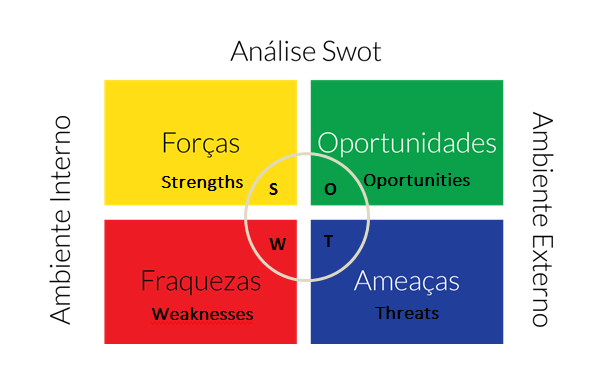 Análise Swot
Ambiente Interno
Forças
Strengths
S
Oportunidades
Oportunities
O
Fraquezas
Weaknesses
W
Ameaças
Threats
T
Ambiente Externo